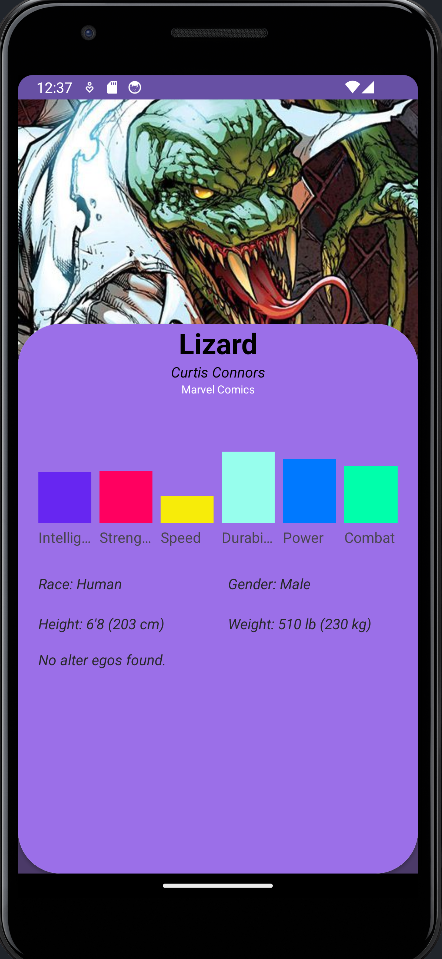 12:37
Lizard
Curtis Connors
Marvel Comics
Intellig... Streng... Speed Durabi... Power Combat
Race: Human Gender: Male
Height: 6'8 (203 cm) Weight: 510 lb (230 kg)
No alter egos found.